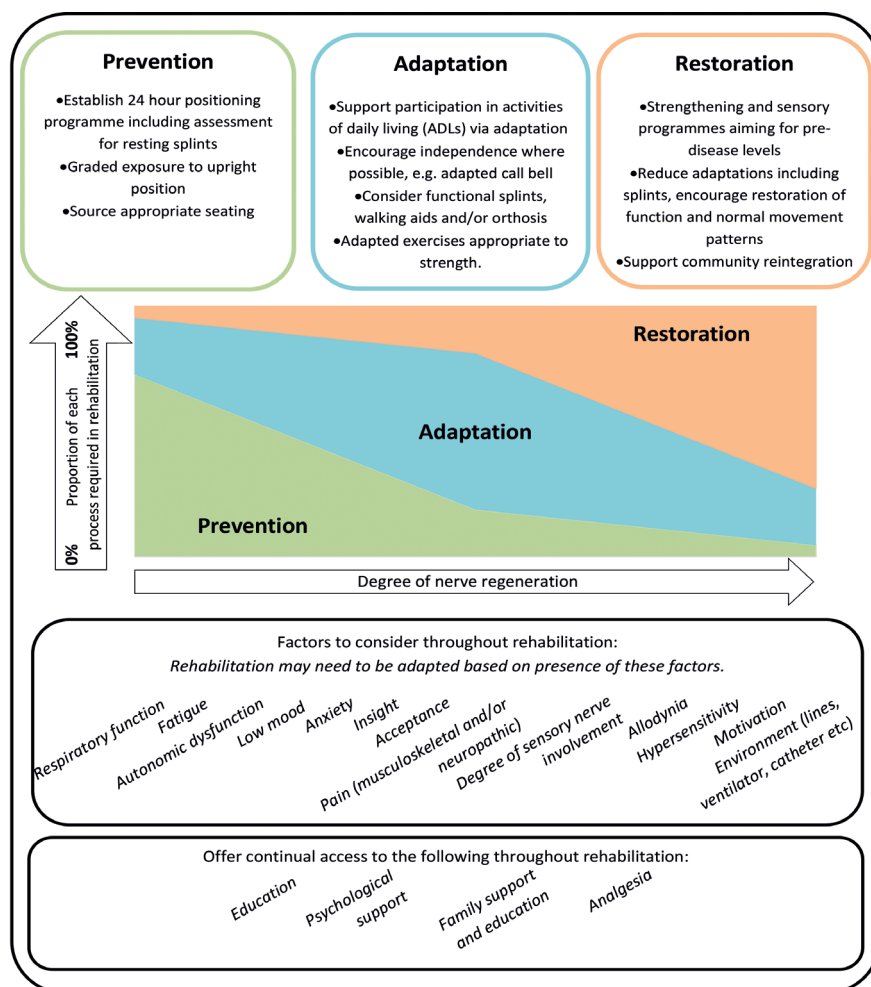 Prevention
•Establish 24 hour positioning
programme including assessment
for resting splints
•Graded exposure to upright
position
•Source appropriate seating
Adaptation
•Support participation in activities
of daily living (ADLs) via adaptation
•Encourage independence where
possible, e.g. adapted call bell
•Consider functional splints,
walking aids and/or orthosis
•Adapted exercises appropriate to
strength.
Restoration
•Strengthening and sensory
programmes aiming for pre-
disease levels
•Reduce adaptations including
splints, encourage restoration of
function and normal movement
patterns
•Support community reintegration
0%
100%
Proportion of each
process required in rehabilitation
Restoration
Adaptation
Prevention
Degree of nerve regeneration
Factors to consider throughout rehabilitation:
Rehabilitation may need to be adapted based on presence of these factors.
Respiratory function
Fatigue
Autonomic dysfunction
Low mood
Anxiety
Insight
Acceptance
Pain (musculoskeletal and/or
neuropathic)
Degree of sensory nerve
involvement
Allodynia
Hypersensitivity
Motivation
Environment (lines,
ventilator, catheter etc)
Offer continual access to the following throughout rehabilitation:
Education
Psychological
support
Family support
and education
Analgesia